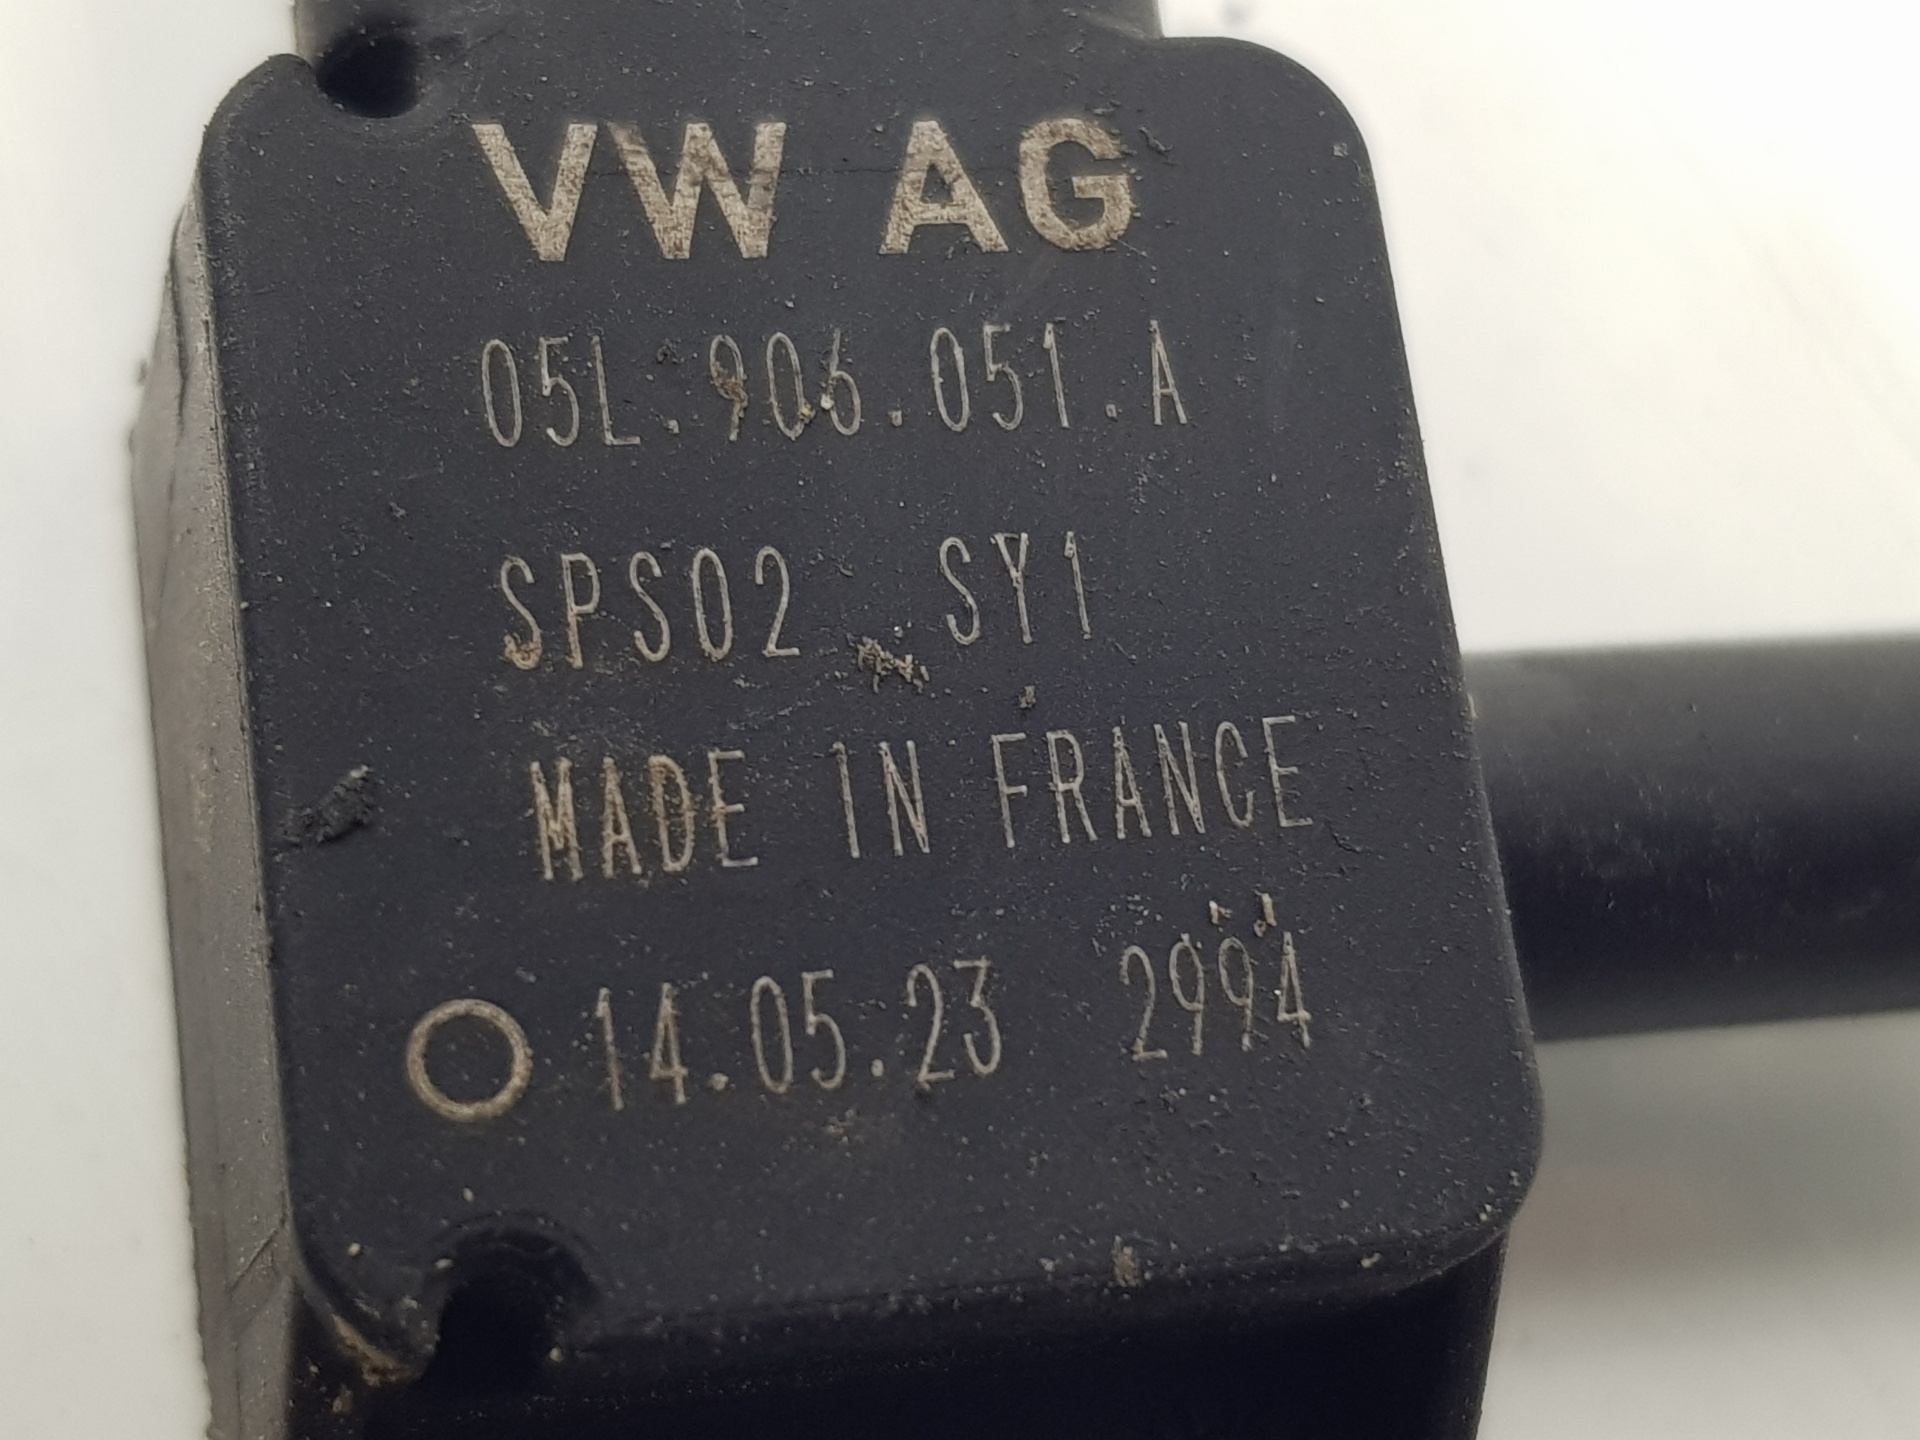 VW AG
05L.906.051.A
SPS02 SY1
MADE IN FRANCE
14.05.23 2994